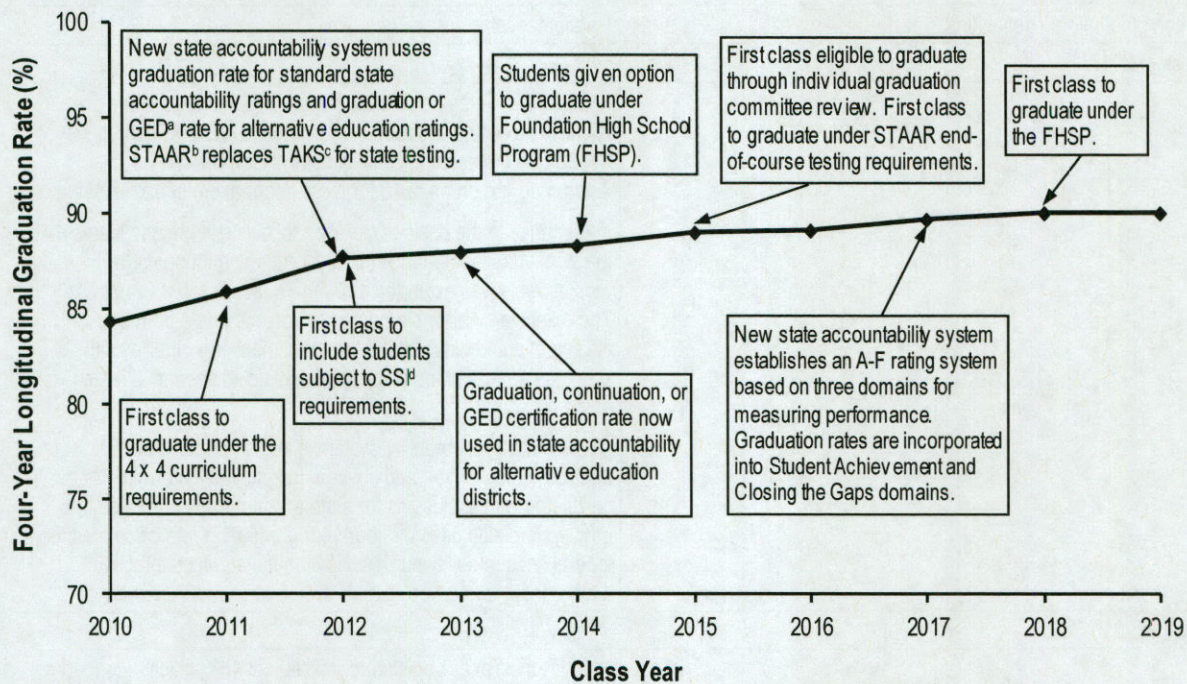 Four-Year Longitudinal Graduation Rate (%)
100
95
90
85
80
75
70
New state accountability system uses
graduation rate for standard state
accountability ratings and graduation or
GEDᵃ rate for alternative education ratings.
STAARᵇ replaces TAKSᶜ for state testing.
Students given option
to graduate under
Foundation High School
Program (FHSP).
First class eligible to graduate
through individual graduation
committee review. First class
to graduate under STAAR end-
of-course testing requirements.
First class to
graduate under
the FHSP.
First class to
graduate under the
4 x 4 curriculum
requirements.
First class to
include students
subject to SSIᵈ
requirements.
Graduation, continuation, or
GED certification rate now
used in state accountability
for alternative education
districts.
New state accountability system
establishes an A-F rating system
based on three domains for
measuring performance.
Graduation rates are incorporated
into Student Achievement and
Closing the Gaps domains.
2010 2011 2012 2013 2014 2015 2016 2017 2018 2019
Class Year